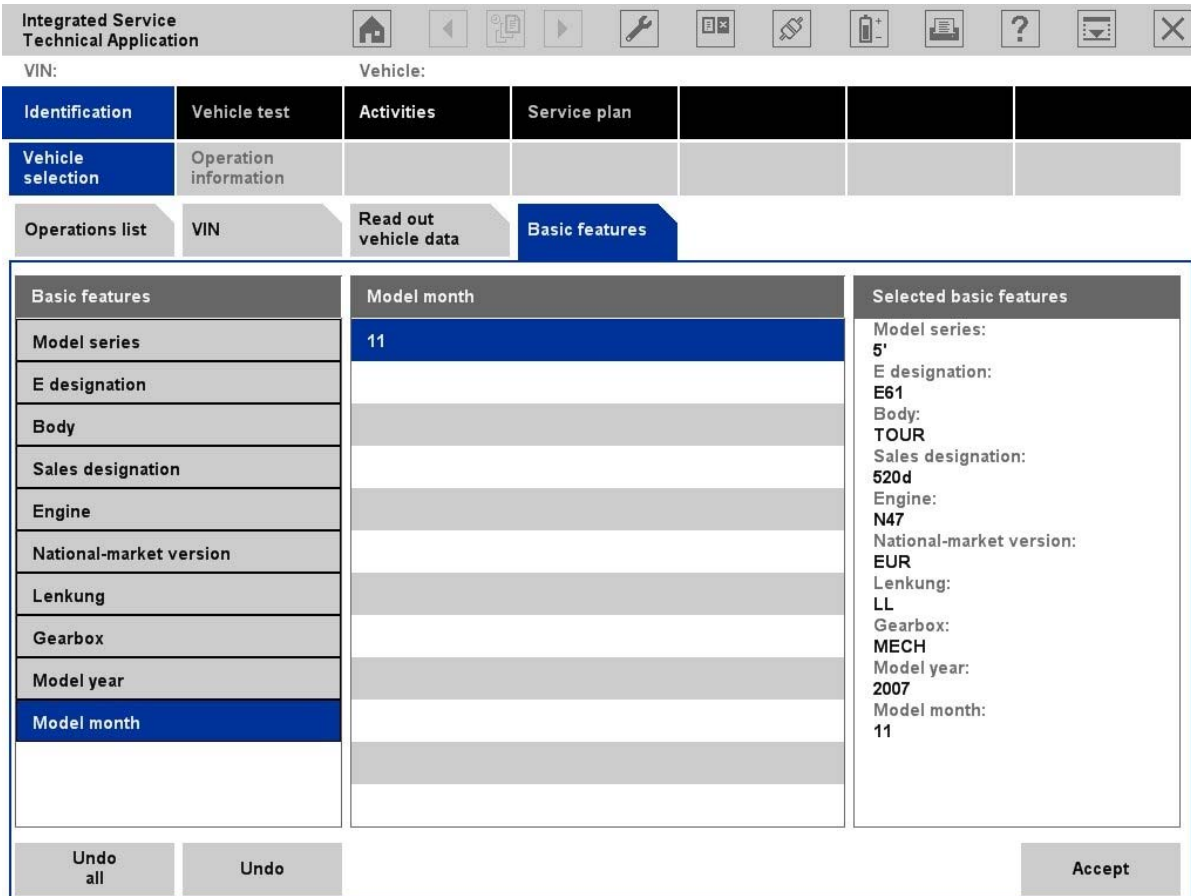 Integrated Service
Technical Application
VIN:
Vehicle:
Identification
Vehicle test
Activities
Service plan
Vehicle
selection
Operation
information
Operations list
VIN
Read out
vehicle data
Basic features
Basic features
Model series
E designation
Body
Sales designation
Engine
National-market version
Lenkung
Gearbox
Model year
Model month
Model month
11
Selected basic features
Model series:
5'
E designation:
E61
Body:
TOUR
Sales designation:
520d
Engine:
N47
National-market version:
EUR
Lenkung:
LL
Gearbox:
MECH
Model year:
2007
Model month:
11
Undo
all
Undo
Accept